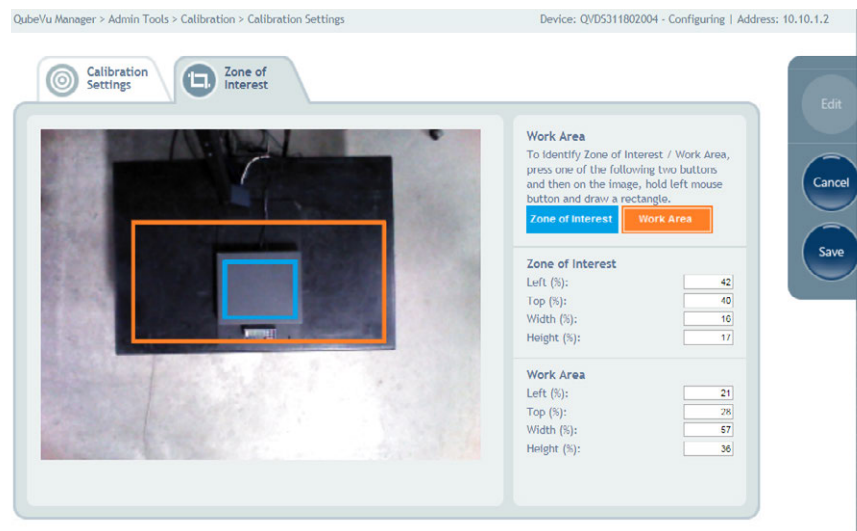 QubeVu Manager > Admin Tools > Calibration > Calibration Settings
Device: QVDS311802004 - Configuring | Address: 10.10.1.2
Calibration
Settings
Zone of
Interest
Edit
Cancel
Save
Work Area
To identify Zone of Interest / Work Area,
press one of the following two buttons
and then on the image, hold left mouse
button and draw a rectangle.
Zone of Interest
Work Area
Zone of Interest
Left (%): 42
Top (%): 40
Width (%): 16
Height (%): 17
Work Area
Left (%): 21
Top (%): 28
Width (%): 57
Height (%): 36